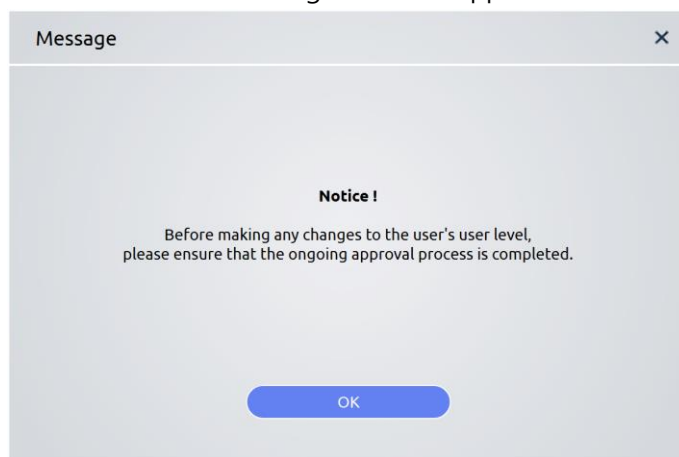 Message
Notice !
Before making any changes to the user's user level,
please ensure that the ongoing approval process is completed.
OK